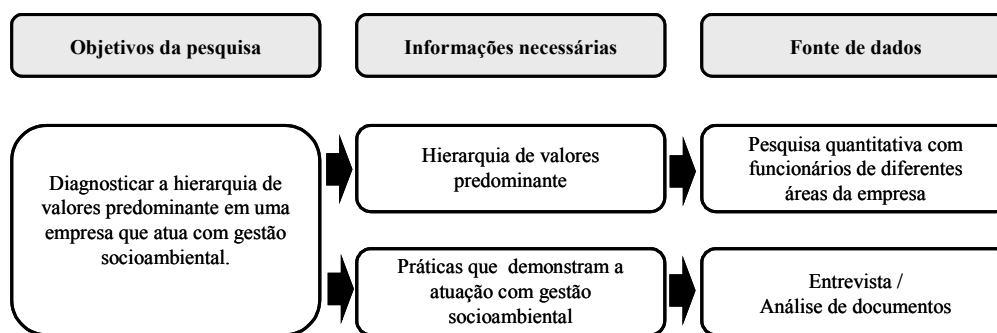 Objetivos da pesquisa
Informações necessárias
Fonte de dados
Diagnosticar a hierarquia de
valores predominante em uma
empresa que atua com gestão
socioambiental.
Hierarquia de valores
predominante
Pesquisa quantitativa com
funcionários de diferentes
áreas da empresa
Práticas que demonstram a
atuação com gestão
socioambiental
Entrevista /
Análise de documentos